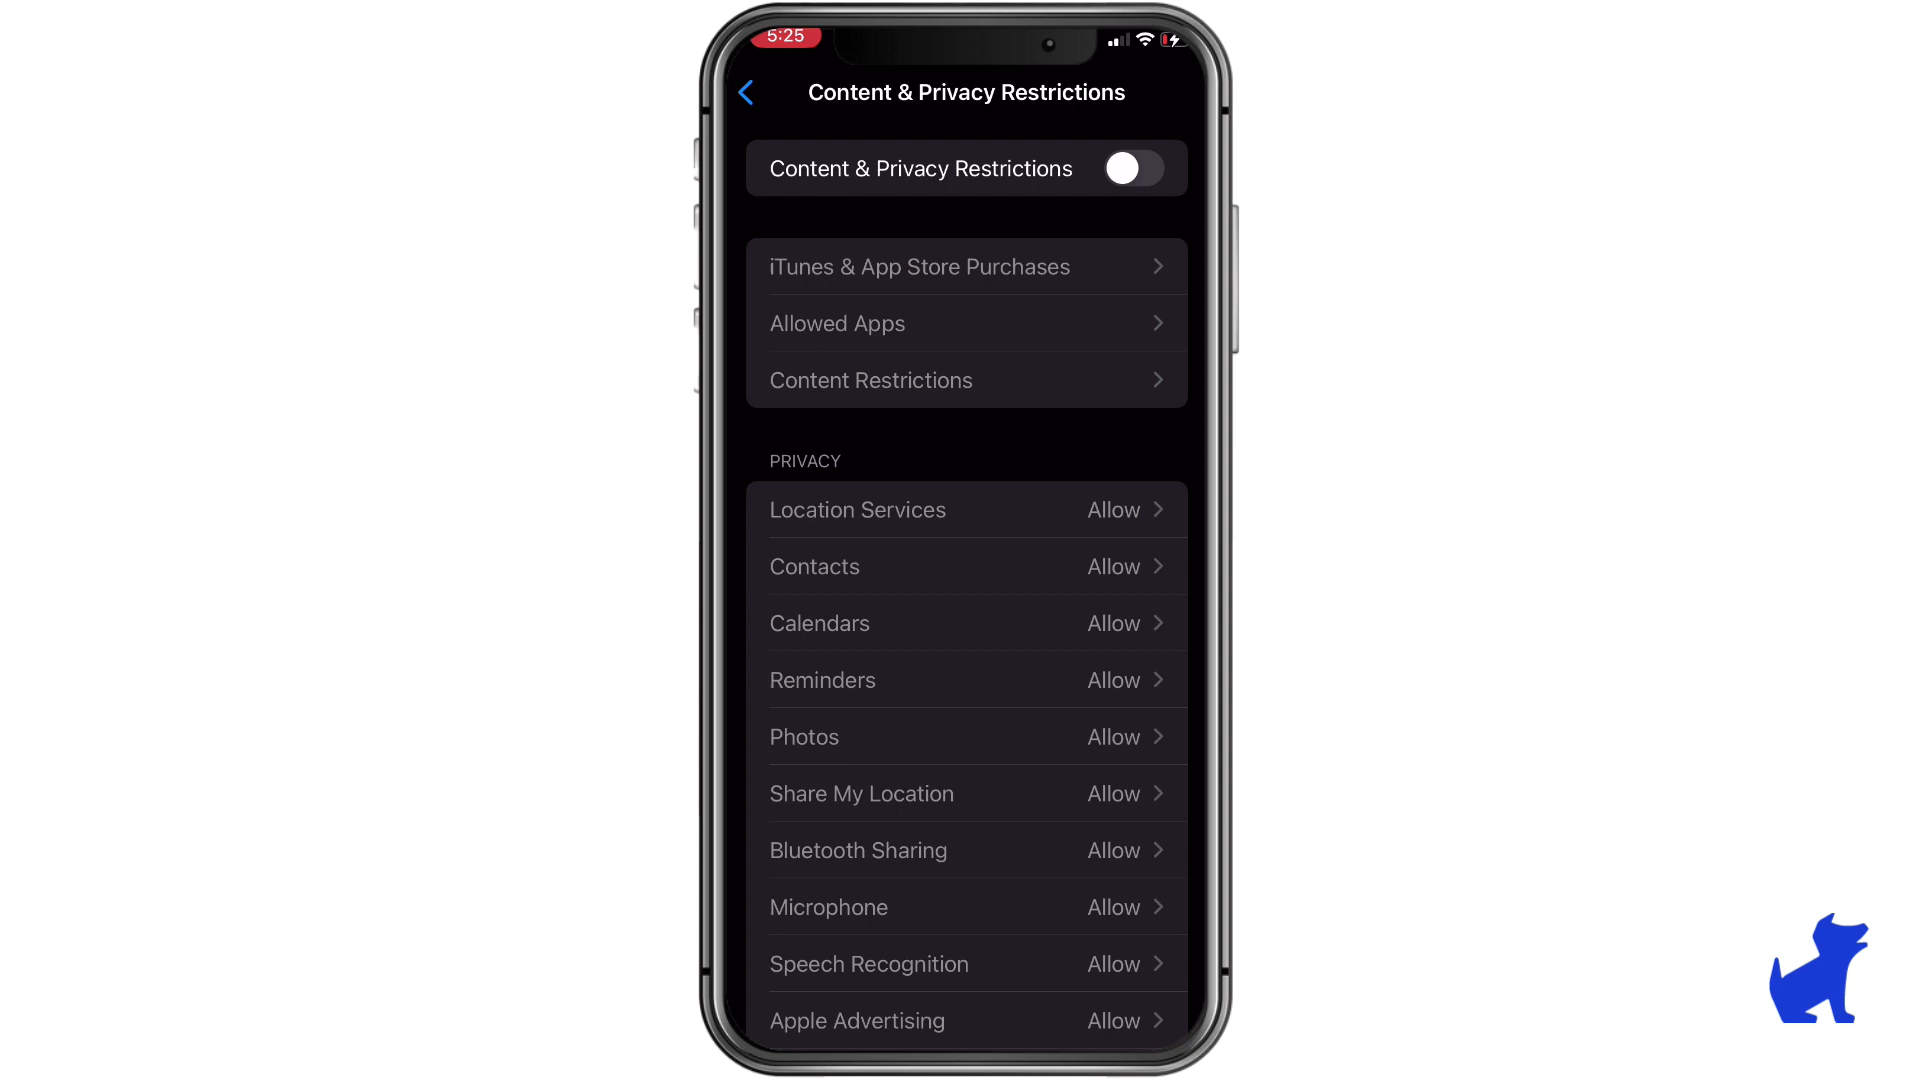 5:25
Content & Privacy Restrictions
Content & Privacy Restrictions
iTunes & App Store Purchases
Allowed Apps
Content Restrictions
PRIVACY
Location Services Allow
Contacts Allow
Calendars Allow
Reminders Allow
Photos Allow
Share My Location Allow
Bluetooth Sharing Allow
Microphone Allow
Speech Recognition Allow
Apple Advertising Allow